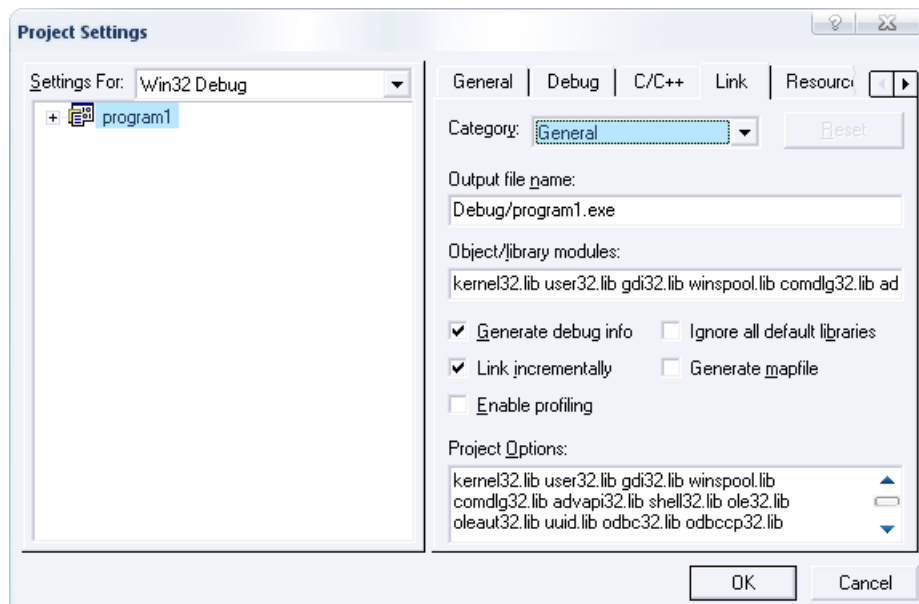 Project Settings
Settings For: Win32 Debug
program1
General Debug C/C++ Link Resourc
Category: General Reset
Output file name:
Debug/program1.exe
Object/library modules:
kernel32.lib user32.lib gdi32.lib winspool.lib comdlg32.lib ad
Generate debug info Ignore all default libraries
Link incrementally Generate mapfile
Enable profiling
Project Options:
kernel32.lib user32.lib gdi32.lib winspool.lib
comdlg32.lib advapi32.lib shell32.lib ole32.lib
oleaut32.lib uuid.lib odbc32.lib odbccp32.lib
OK Cancel